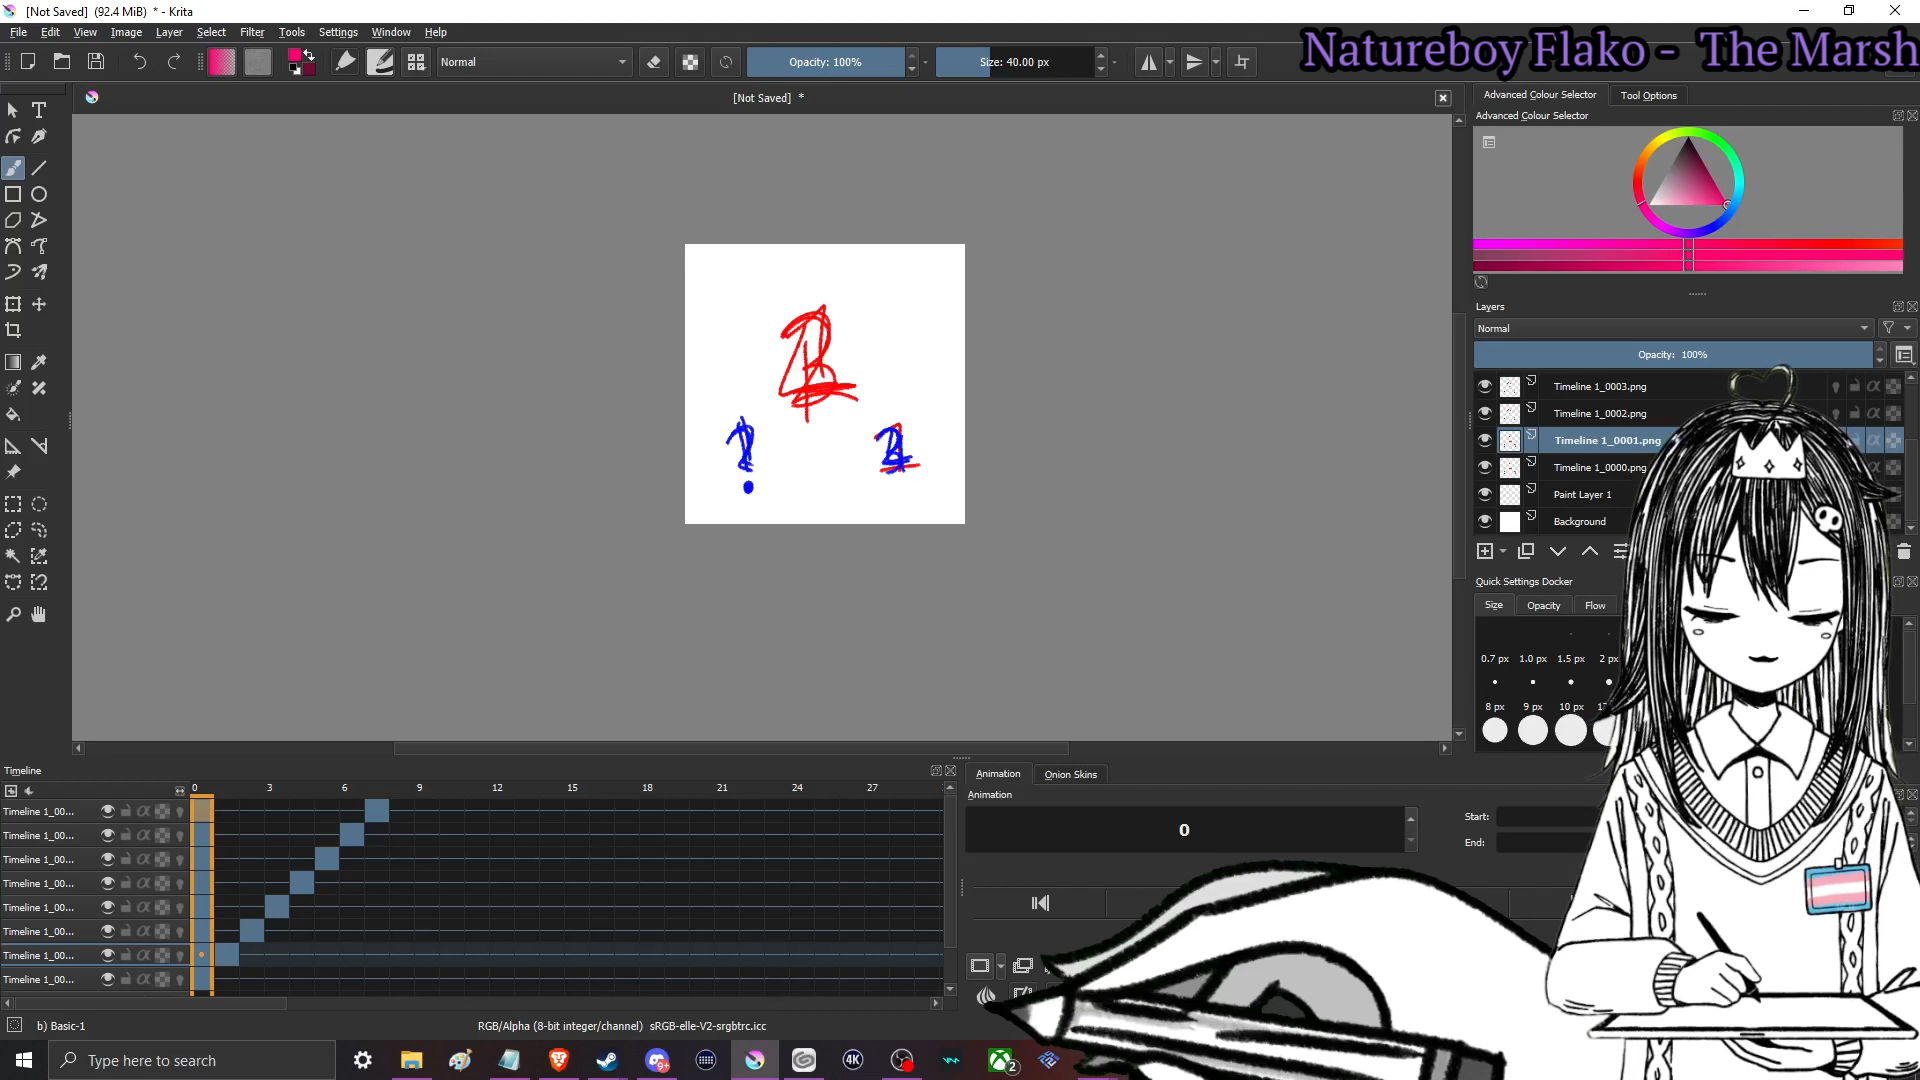 [Not Saved]  (92.4 MiB)  * - Krita
File Edit View Image Layer Select Filter Tools Settings Window Help
Natureboy Flako -  The Marsh
Normal
Opacity: 100%
Size: 40.00 px
[Not Saved]  *
Advanced Colour Selector
Tool Options
Advanced Colour Selector
Layers
Normal
Opacity:  100%
Timeline 1_0003.png
Timeline 1_0002.png
Timeline 1_0001.png
Timeline 1_0000.png
Paint Layer 1
Background
Quick Settings Docker
Size Opacity Flow
0.7 px 1.0 px 1.5 px 2 px
8 px 9 px 10 px
Timeline
0 3 6 9 12 15 18 21 24 27
Timeline 1_00...
Timeline 1_00...
Timeline 1_00...
Timeline 1_00...
Timeline 1_00...
Timeline 1_00...
Timeline 1_00...
Timeline 1_00...
Animation
Onion Skins
Animation
0
Start:
End:
b) Basic-1
RGB/Alpha (8-bit integer/channel)  sRGB-elle-V2-srgbtrc.icc
Type here to search
9+
4K
2